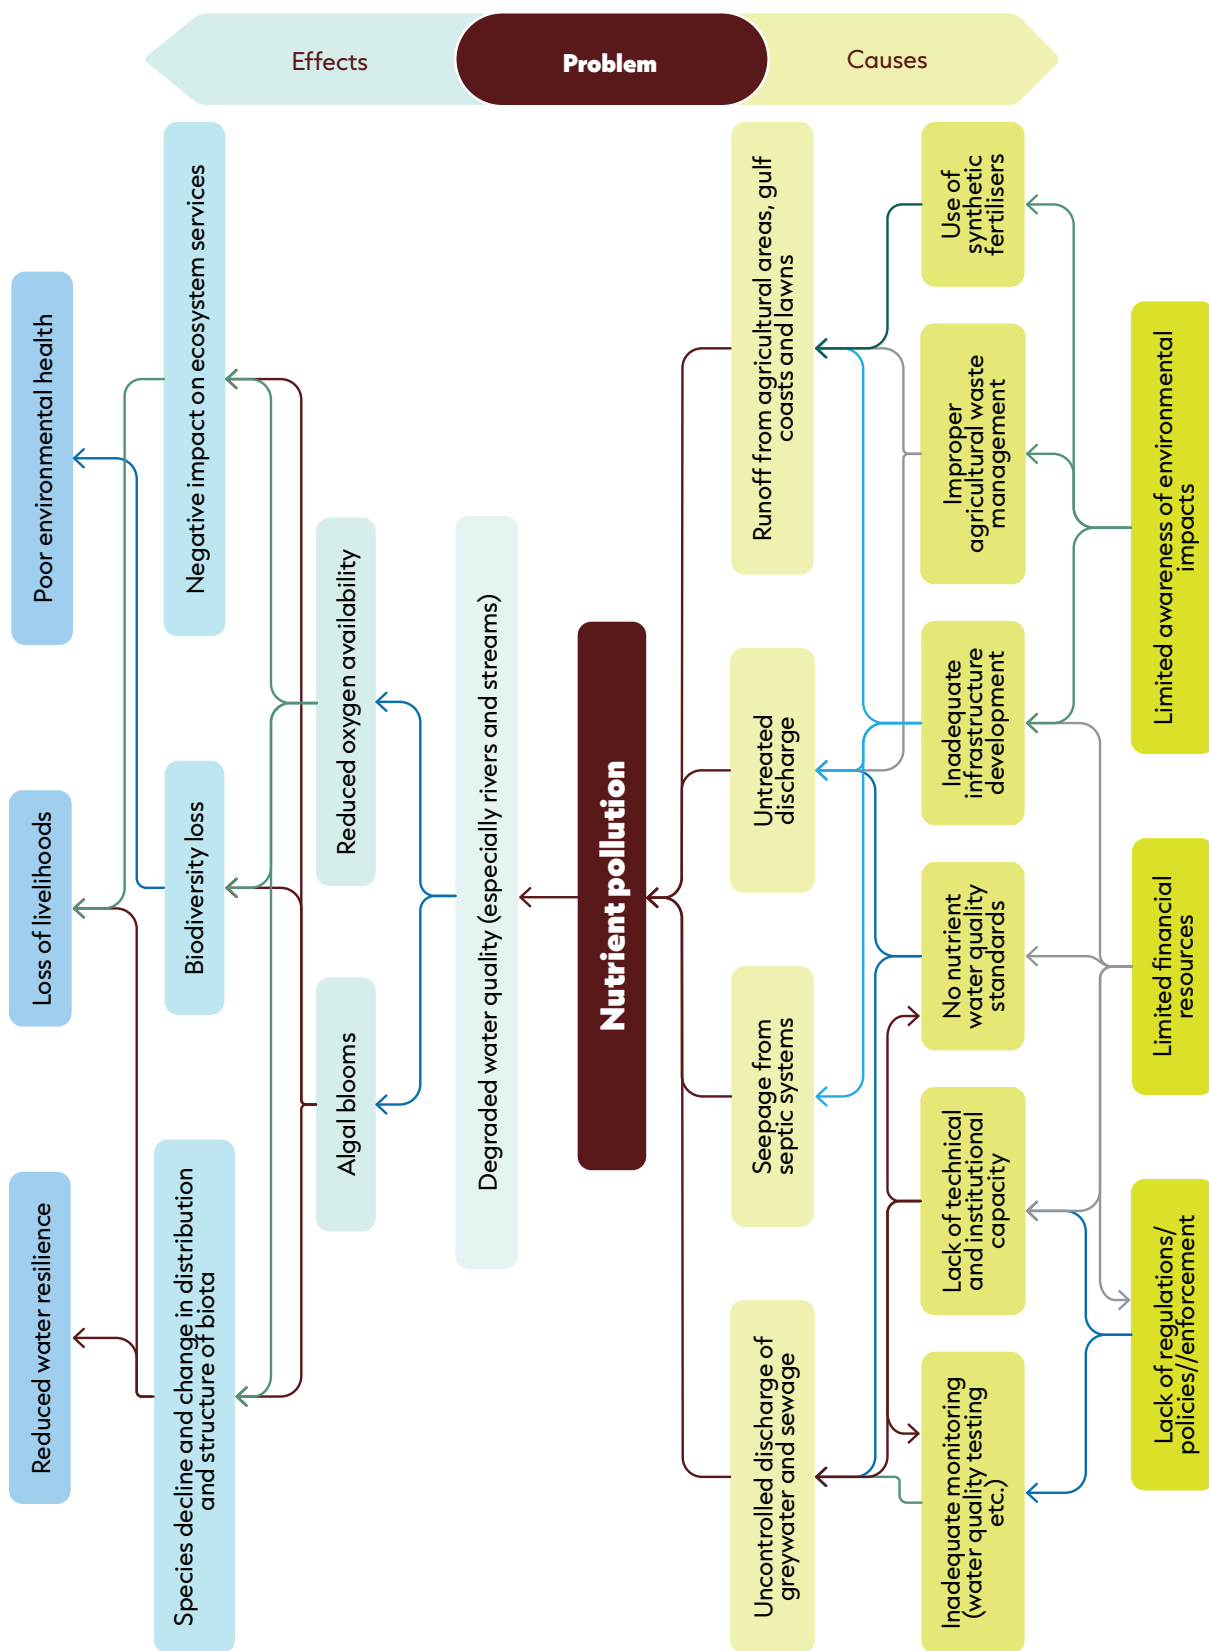 Effects
Problem
Causes
Reduced water resilience
Loss of livelihoods
Poor environmental health
Species decline and change in distribution
and structure of biota
Biodiversity loss
Negative impact on ecosystem services
Algal blooms
Reduced oxygen availability
Degraded water quality (especially rivers and streams)
Nutrient pollution
Uncontrolled discharge of
greywater and sewage
Seepage from
septic systems
Untreated
discharge
Runoff from agricultural areas, gulf
coasts and lawns
Inadequate monitoring
(water quality testing
etc.)
Lack of technical
and institutional
capacity
No nutrient
water quality
standards
Inadequate
infrastructure
development
Improper
agricultural waste
management
Use of
synthetic
fertilisers
Lack of regulations/
policies//enforcement
Limited financial
resources
Limited awareness of environmental
impacts